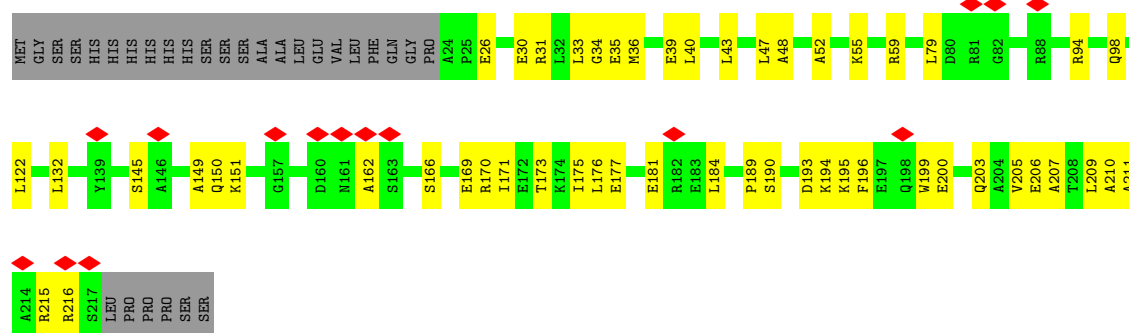 MET GLY SER SER HIS HIS HIS HIS HIS HIS SER SER SER ALA ALA LEU GLU VAL LEU PHE GLN GLY PRO A24 P25 E26 E30 R31 L32 L33 G34 E35 M36 E39 L40 L43 L47 A48 A52 K55 R59 L79 D80 R81 G82 R88 R94 Q98
L122 L132 Y139 S145 A146 A149 Q150 K151 G157 D160 N161 A162 S163 S166 E169 R170 I171 E172 T173 K174 I175 L176 E177 E181 R182 E183 L184 P189 S190 D193 K194 K195 F196 E197 Q198 W199 E200 Q203 A204 V205 E206 A207 T208 L209 A210 A211
A214 R215 R216 S217 LEU PRO PRO PRO SER SER